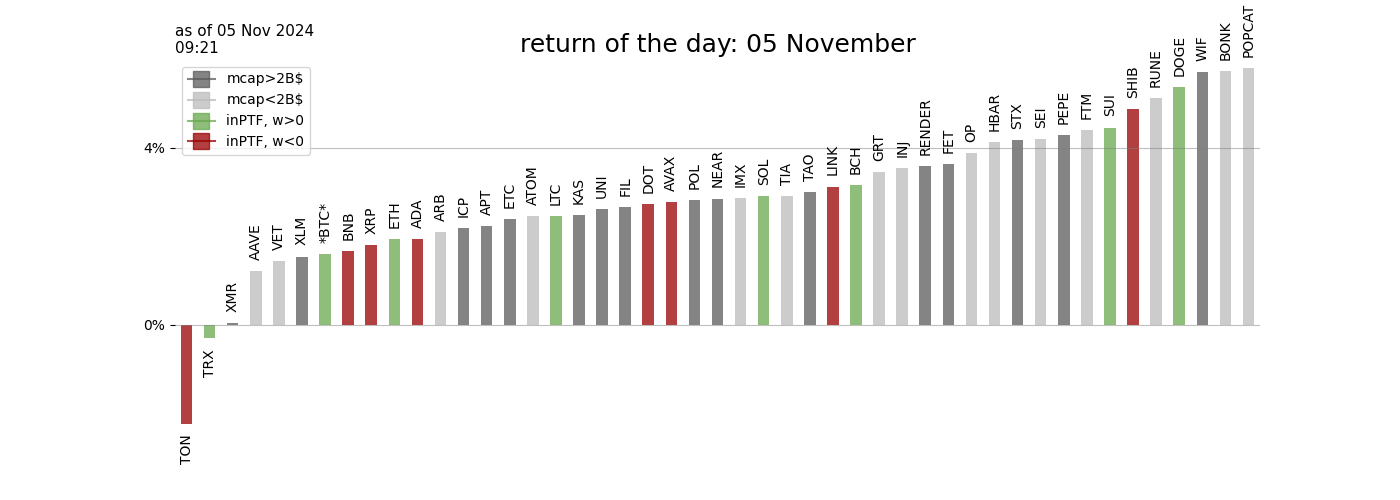 as of 05 Nov 2024
09:21
return of the day: 05 November
mcap>2B$
mcap<2B$
inPTF, w>0
inPTF, w<0
4%
0%
TON
TRX
XMR
AAVE
VET
XLM
*BTC*
BNB
XRP
ETH
ADA
ARB
ICP
APT
ETC
ATOM
LTC
KAS
UNI
FIL
DOT
AVAX
POL
NEAR
IMX
SOL
TIA
TAO
LINK
BCH
GRT
INJ
RENDER
FET
OP
HBAR
STX
SEI
PEPE
FTM
SUI
SHIB
RUNE
DOGE
WIF
BONK
POPCAT